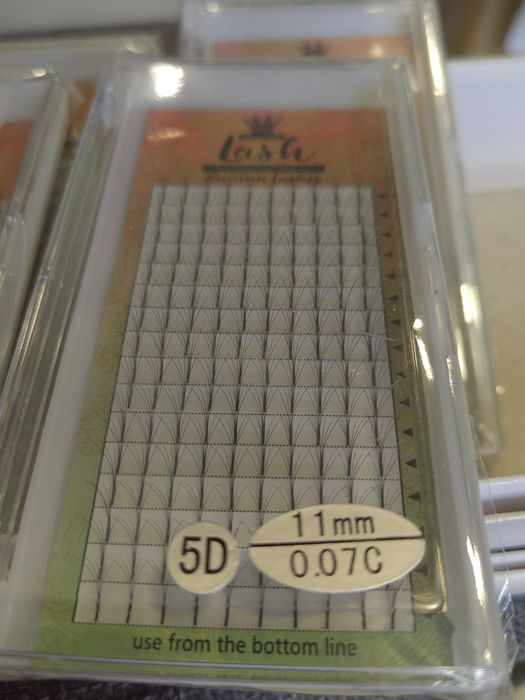 Lash
11mm
5D
0.07C
use from the bottom line